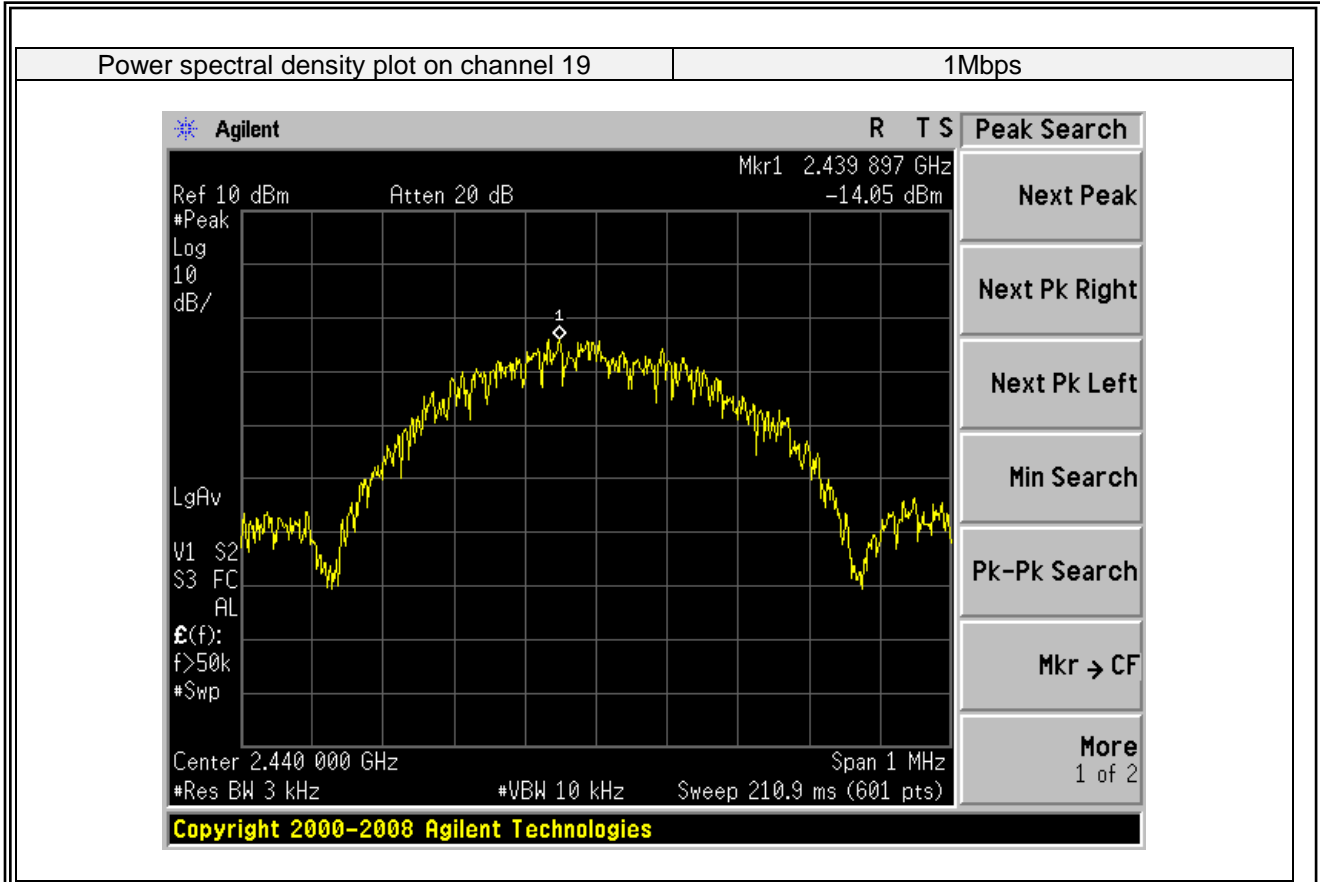 Power spectral density plot on channel 19 1Mbps
Agilent R T S Peak Search
Mkr1 2.439 897 GHz
Ref 10 dBm Atten 20 dB -14.05 dBm
#Peak
Log
10
dB/
1
LgAv
V1 S2
S3 FC
AL
£(f):
f>50k
#Swp
Center 2.440 000 GHz Span 1 MHz
#Res BW 3 kHz #VBW 10 kHz Sweep 210.9 ms (601 pts)
Next Peak
Next Pk Right
Next Pk Left
Min Search
Pk-Pk Search
Mkr → CF
More
1 of 2
Copyright 2000-2008 Agilent Technologies